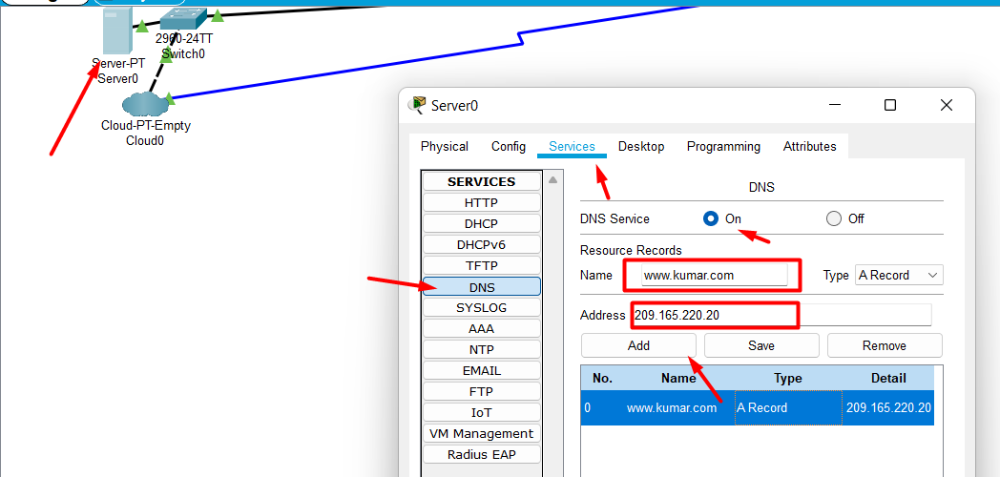 2960-24TT
Switch0
Server-PT
Server0
Cloud-PT-Empty
Cloud0
Server0
Physical Config Services Desktop Programming Attributes
SERVICES
HTTP
DHCP
DHCPv6
TFTP
DNS
SYSLOG
AAA
NTP
EMAIL
FTP
IoT
VM Management
Radius EAP
DNS
DNS Service On Off
Resource Records
Name www.kumar.com Type A Record
Address 209.165.220.20
Add Save Remove
No. Name Type Detail
0 www.kumar.com A Record 209.165.220.20